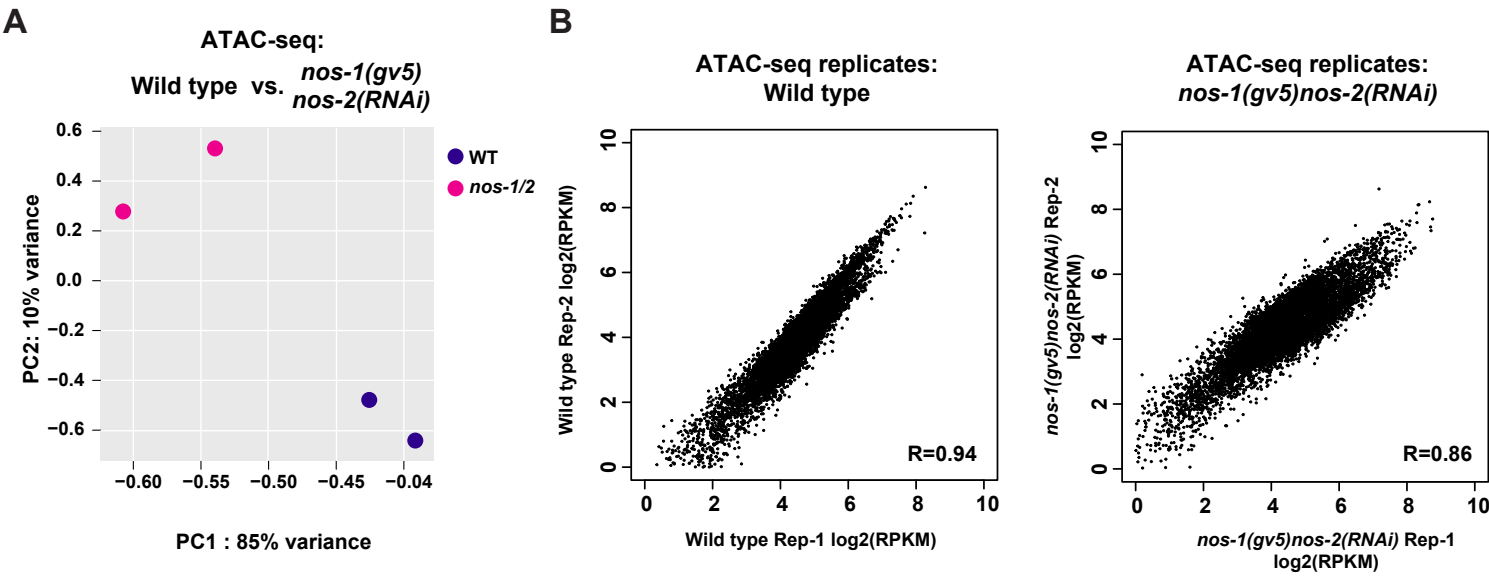 A
ATAC-seq:
Wild type vs. nos-1(gv5)
nos-2(RNAi)
0.6
0.4
0.2
0.0
−0.2
−0.4
−0.6
PC2: 10% variance
−0.60
−0.55
−0.50
−0.45
−0.04
PC1 : 85% variance
WT
nos-1/2
B
ATAC-seq replicates:
Wild type
10
8
6
4
2
0
Wild type Rep-2 log2(RPKM)
R=0.94
0
2
4
6
8
10
Wild type Rep-1 log2(RPKM)
ATAC-seq replicates:
nos-1(gv5)nos-2(RNAi)
10
8
6
4
2
0
nos-1(gv5)nos-2(RNAi) Rep-2
log2(RPKM)
R=0.86
0
2
4
6
8
10
nos-1(gv5)nos-2(RNAi) Rep-1
log2(RPKM)